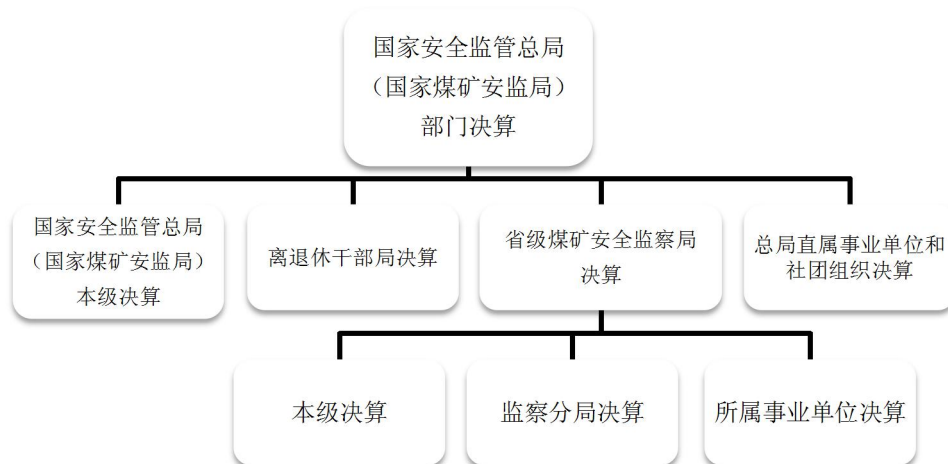 国家安全监管总局
（国家煤矿安监局）
部门决算
国家安全监管总局
（国家煤矿安监局）
本级决算
离退休干部局决算
省级煤矿安全监察局
决算
总局直属事业单位和
社团组织决算
本级决算
监察分局决算
所属事业单位决算